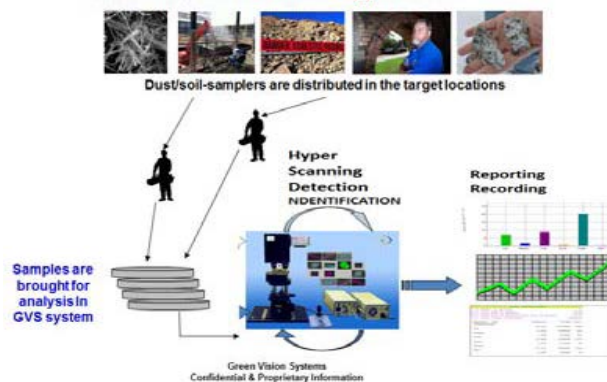 Dust/soil-samplers are distributed in the target locations
Hyper
Scanning
Detection
NDENTIFICATION
Reporting
Recording
Samples are
brought for
analysis in
GVS system
Green Vision Systems
Confidential & Proprietary Information